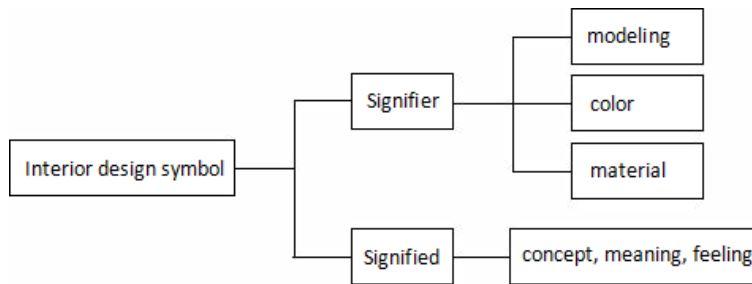 modeling
Signifier
color
Interior design symbol
material
Signified
concept, meaning, feeling